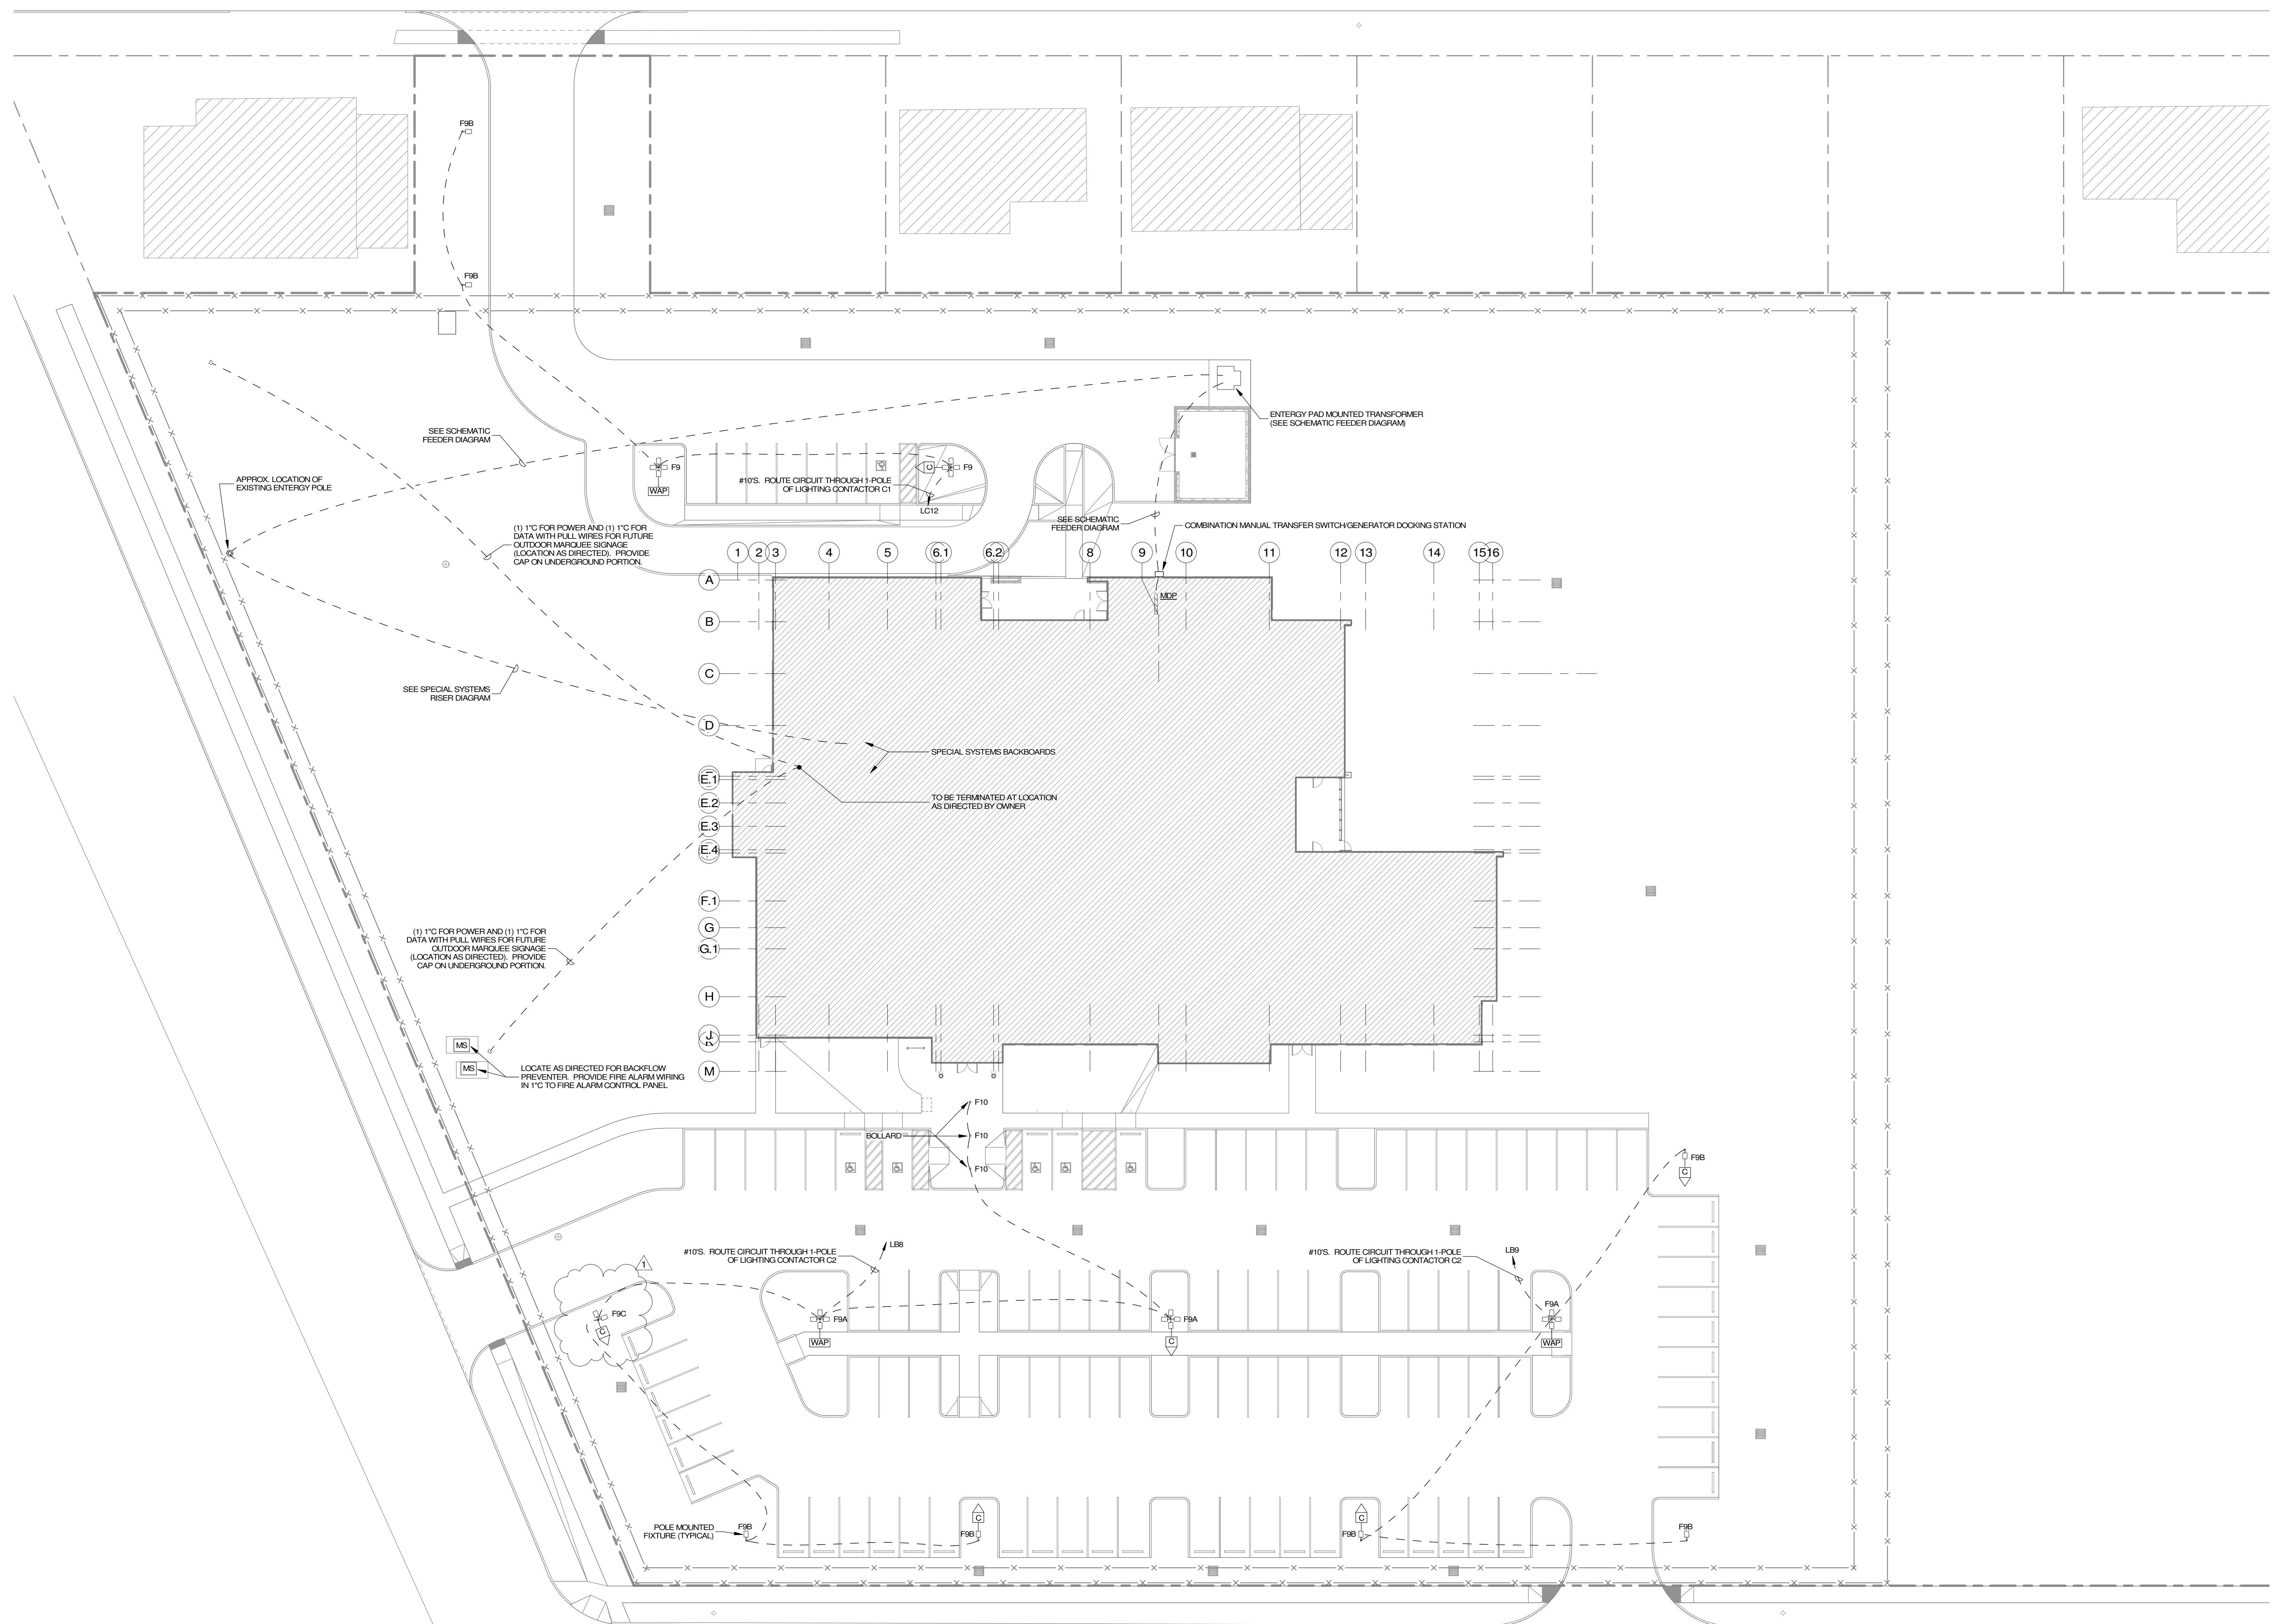 F9B
F9B
ENTERGY PAD MOUNTED TRANSFORMER
(SEE SCHEMATIC FEEDER DIAGRAM)
SEE SCHEMATIC
FEEDER DIAGRAM
F9
C
F9
WAP
#10'S. ROUTE CIRCUIT THROUGH 1-POLE
OF LIGHTING CONTACTOR C1
LC12
APPROX. LOCATION OF
EXISTING ENTERGY POLE
SEE SCHEMATIC
FEEDER DIAGRAM
COMBINATION MANUAL TRANSFER SWITCH/GENERATOR DOCKING STATION
(1) 1"C FOR POWER AND (1) 1"C FOR
DATA WITH PULL WIRES FOR FUTURE
OUTDOOR MARQUEE SIGNAGE
(LOCATION AS DIRECTED). PROVIDE
CAP ON UNDERGROUND PORTION.
1 2 3 4 5 6.1 6.2 8 9 10 11 12 13 14 15 16
A
MDP
B
C
SEE SPECIAL SYSTEMS
RISER DIAGRAM
D
SPECIAL SYSTEMS BACKBOARDS
E.1
E.2
TO BE TERMINATED AT LOCATION
AS DIRECTED BY OWNER
E.3
E.4
F.1
G
(1) 1"C FOR POWER AND (1) 1"C FOR
DATA WITH PULL WIRES FOR FUTURE
OUTDOOR MARQUEE SIGNAGE
(LOCATION AS DIRECTED). PROVIDE
CAP ON UNDERGROUND PORTION.
G.1
H
J
K
MS
MS
LOCATE AS DIRECTED FOR BACKFLOW
PREVENTER. PROVIDE FIRE ALARM WIRING
IN 1"C TO FIRE ALARM CONTROL PANEL
M
F10
BOLLARD
F10
F10
F9B
C
#10'S. ROUTE CIRCUIT THROUGH 1-POLE
OF LIGHTING CONTACTOR C2
LB8
#10'S. ROUTE CIRCUIT THROUGH 1-POLE
OF LIGHTING CONTACTOR C2
LB9
1
F9C
C
F9A
WAP
F9A
C
F9A
WAP
POLE MOUNTED
FIXTURE (TYPICAL)
F9B
C
F9B
C
F9B
F9B